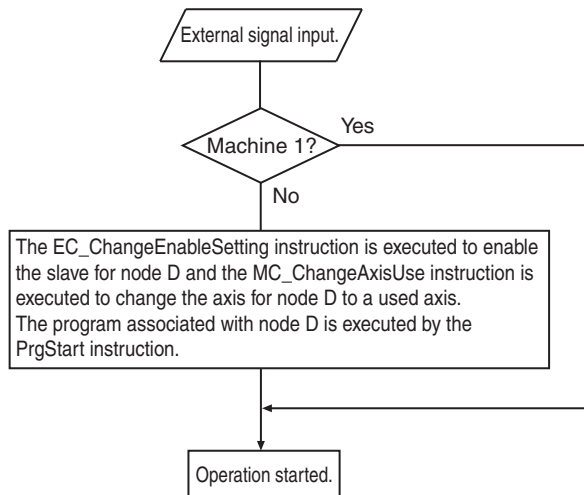 External signal input.
Machine 1?
Yes
No
The EC_ChangeEnableSetting instruction is executed to enable
the slave for node D and the MC_ChangeAxisUse instruction is
executed to change the axis for node D to a used axis.
The program associated with node D is executed by the
PrgStart instruction.
Operation started.